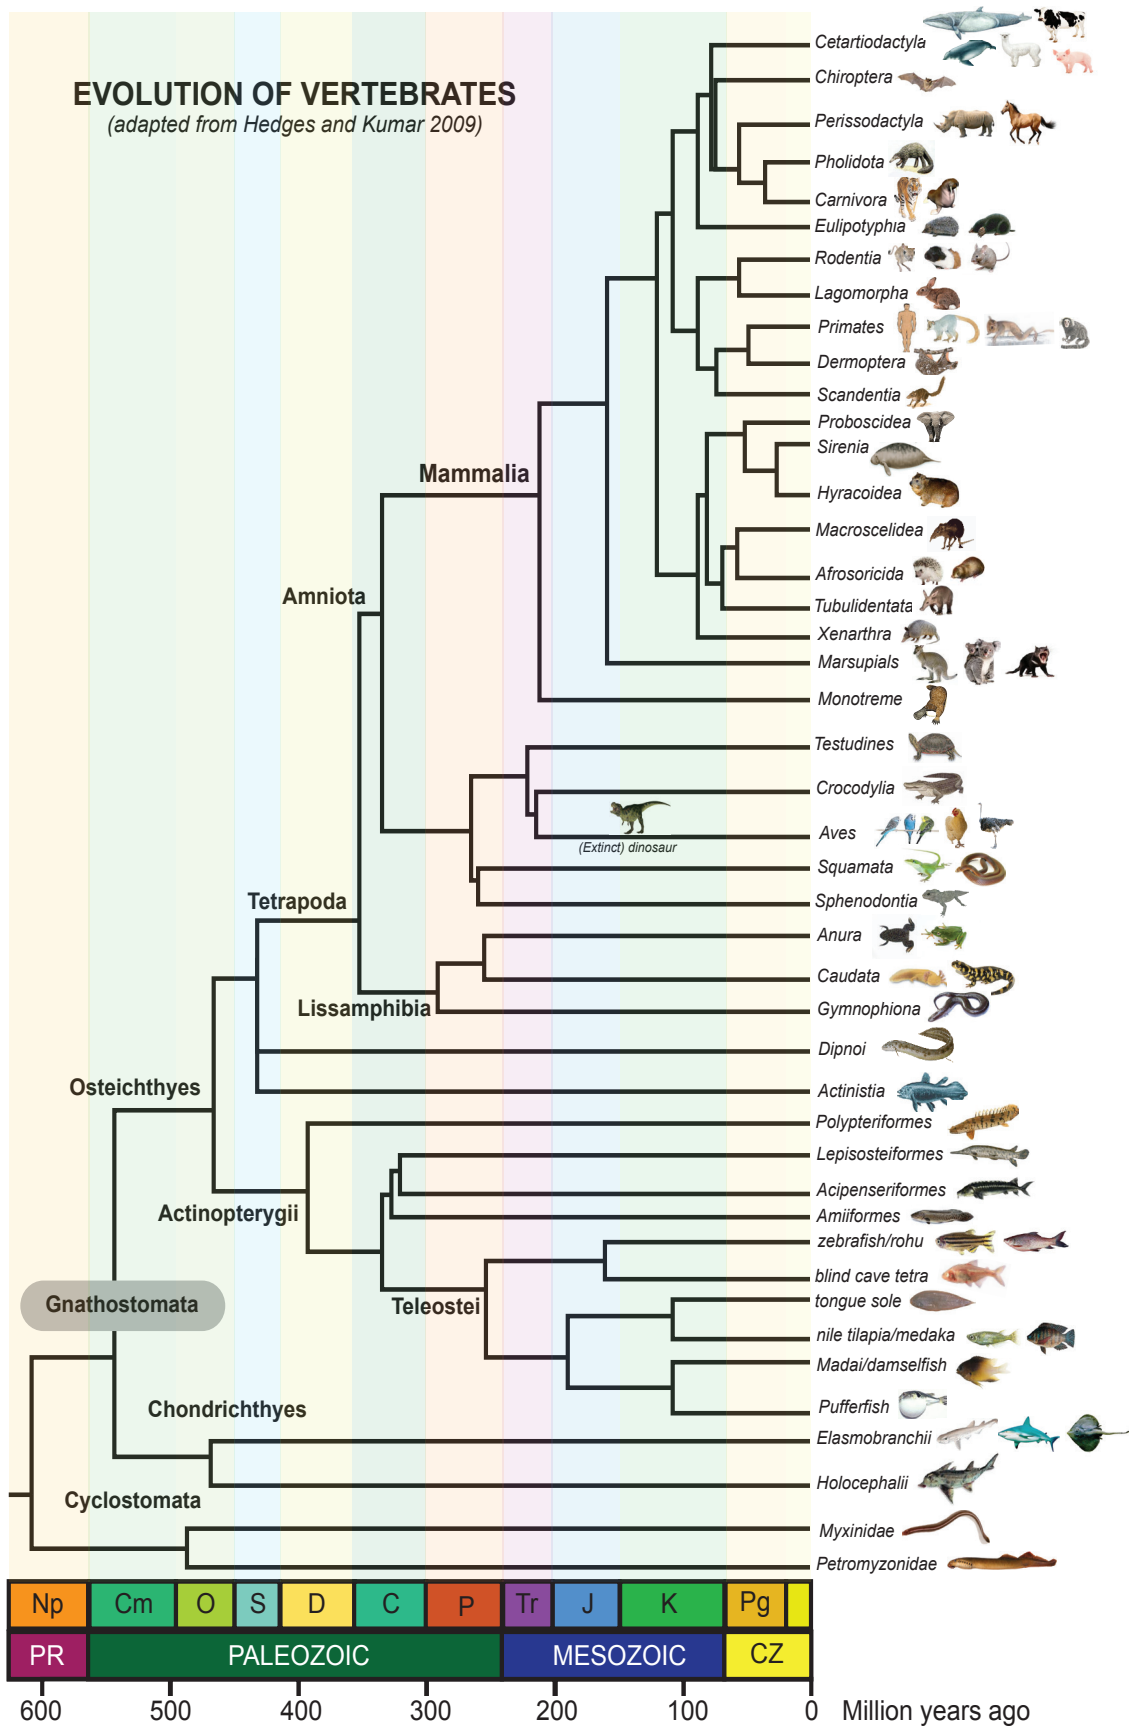 EVOLUTION OF VERTEBRATES
(adapted from Hedges and Kumar 2009)
Cetartiodactyla
Chiroptera
Perissodactyla
Pholidota
Carnivora
Eulipotyphia
Rodentia
Lagomorpha
Primates
Dermoptera
Scandentia
Proboscidea
Sirenia
Mammalia
Hyracoidea
Macroscelidea
Afrosoricida
Amniota
Tubulidentata
Xenarthra
Marsupials
Monotreme
Testudines
Crocodylia
Aves
(Extinct) dinosaur
Squamata
Tetrapoda
Sphenodontia
Anura
Caudata
Lissamphibia
Gymnophiona
Dipnoi
Osteichthyes
Actinistia
Polypteriformes
Lepisosteiformes
Acipenseriformes
Actinopterygii
Amiiformes
zebrafish/rohu
blind cave tetra
Gnathostomata
Teleostei
tongue sole
nile tilapia/medaka
Madai/damselfish
Chondrichthyes
Pufferfish
Elasmobranchii
Holocephalii
Cyclostomata
Myxinidae
Petromyzonidae
Np Cm O S D C P Tr J K Pg
PR PALEOZOIC MESOZOIC CZ
600 500 400 300 200 100 0 Million years ago